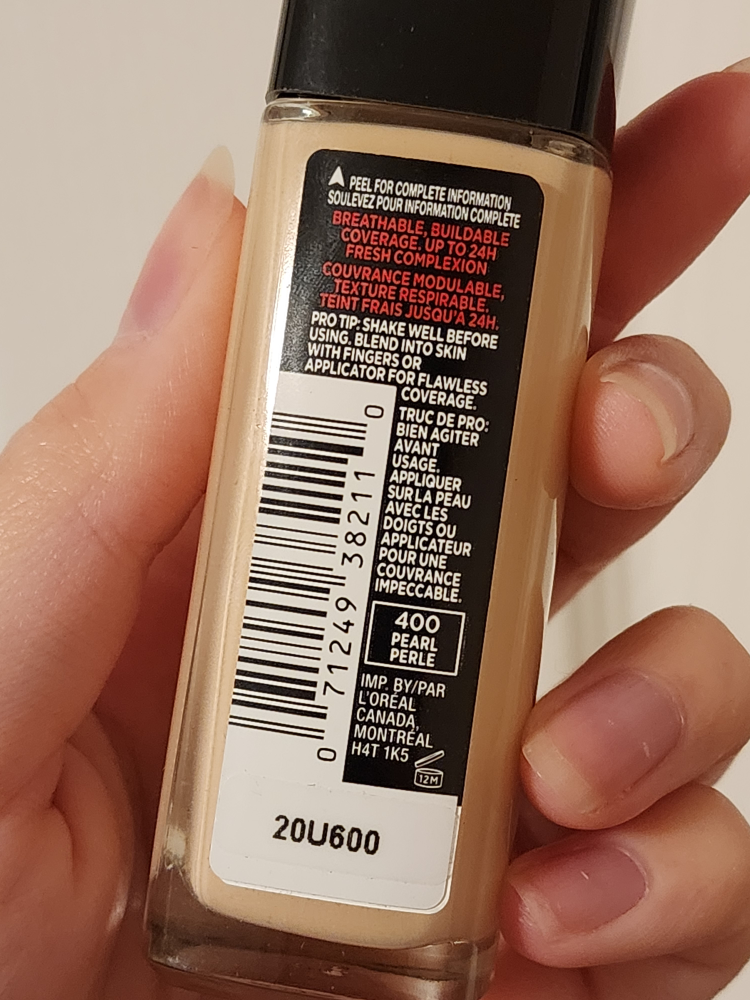 PEEL FOR COMPLETE INFORMATION
SOULEVEZ POUR INFORMATION COMPLÈTE
BREATHABLE, BUILDABLE
COVERAGE. UP TO 24H
FRESH COMPLEXION
COUVRANCE MODULABLE,
TEXTURE RESPIRABLE.
TEINT FRAIS JUSQU'À 24H.
PRO TIP: SHAKE WELL BEFORE
USING. BLEND INTO SKIN
WITH FINGERS OR
APPLICATOR FOR FLAWLESS
COVERAGE.
TRUC DE PRO:
BIEN AGITER
AVANT
USAGE.
APPLIQUER
SUR LA PEAU
AVEC LES
DOIGTS OU
APPLICATEUR
POUR UNE
COUVRANCE
IMPECCABLE.
0 71249 38211 0
400
PEARL
PERLE
IMP. BY/PAR
L'ORÉAL
CANADA,
MONTRÉAL
H4T 1K5
12M
20U600